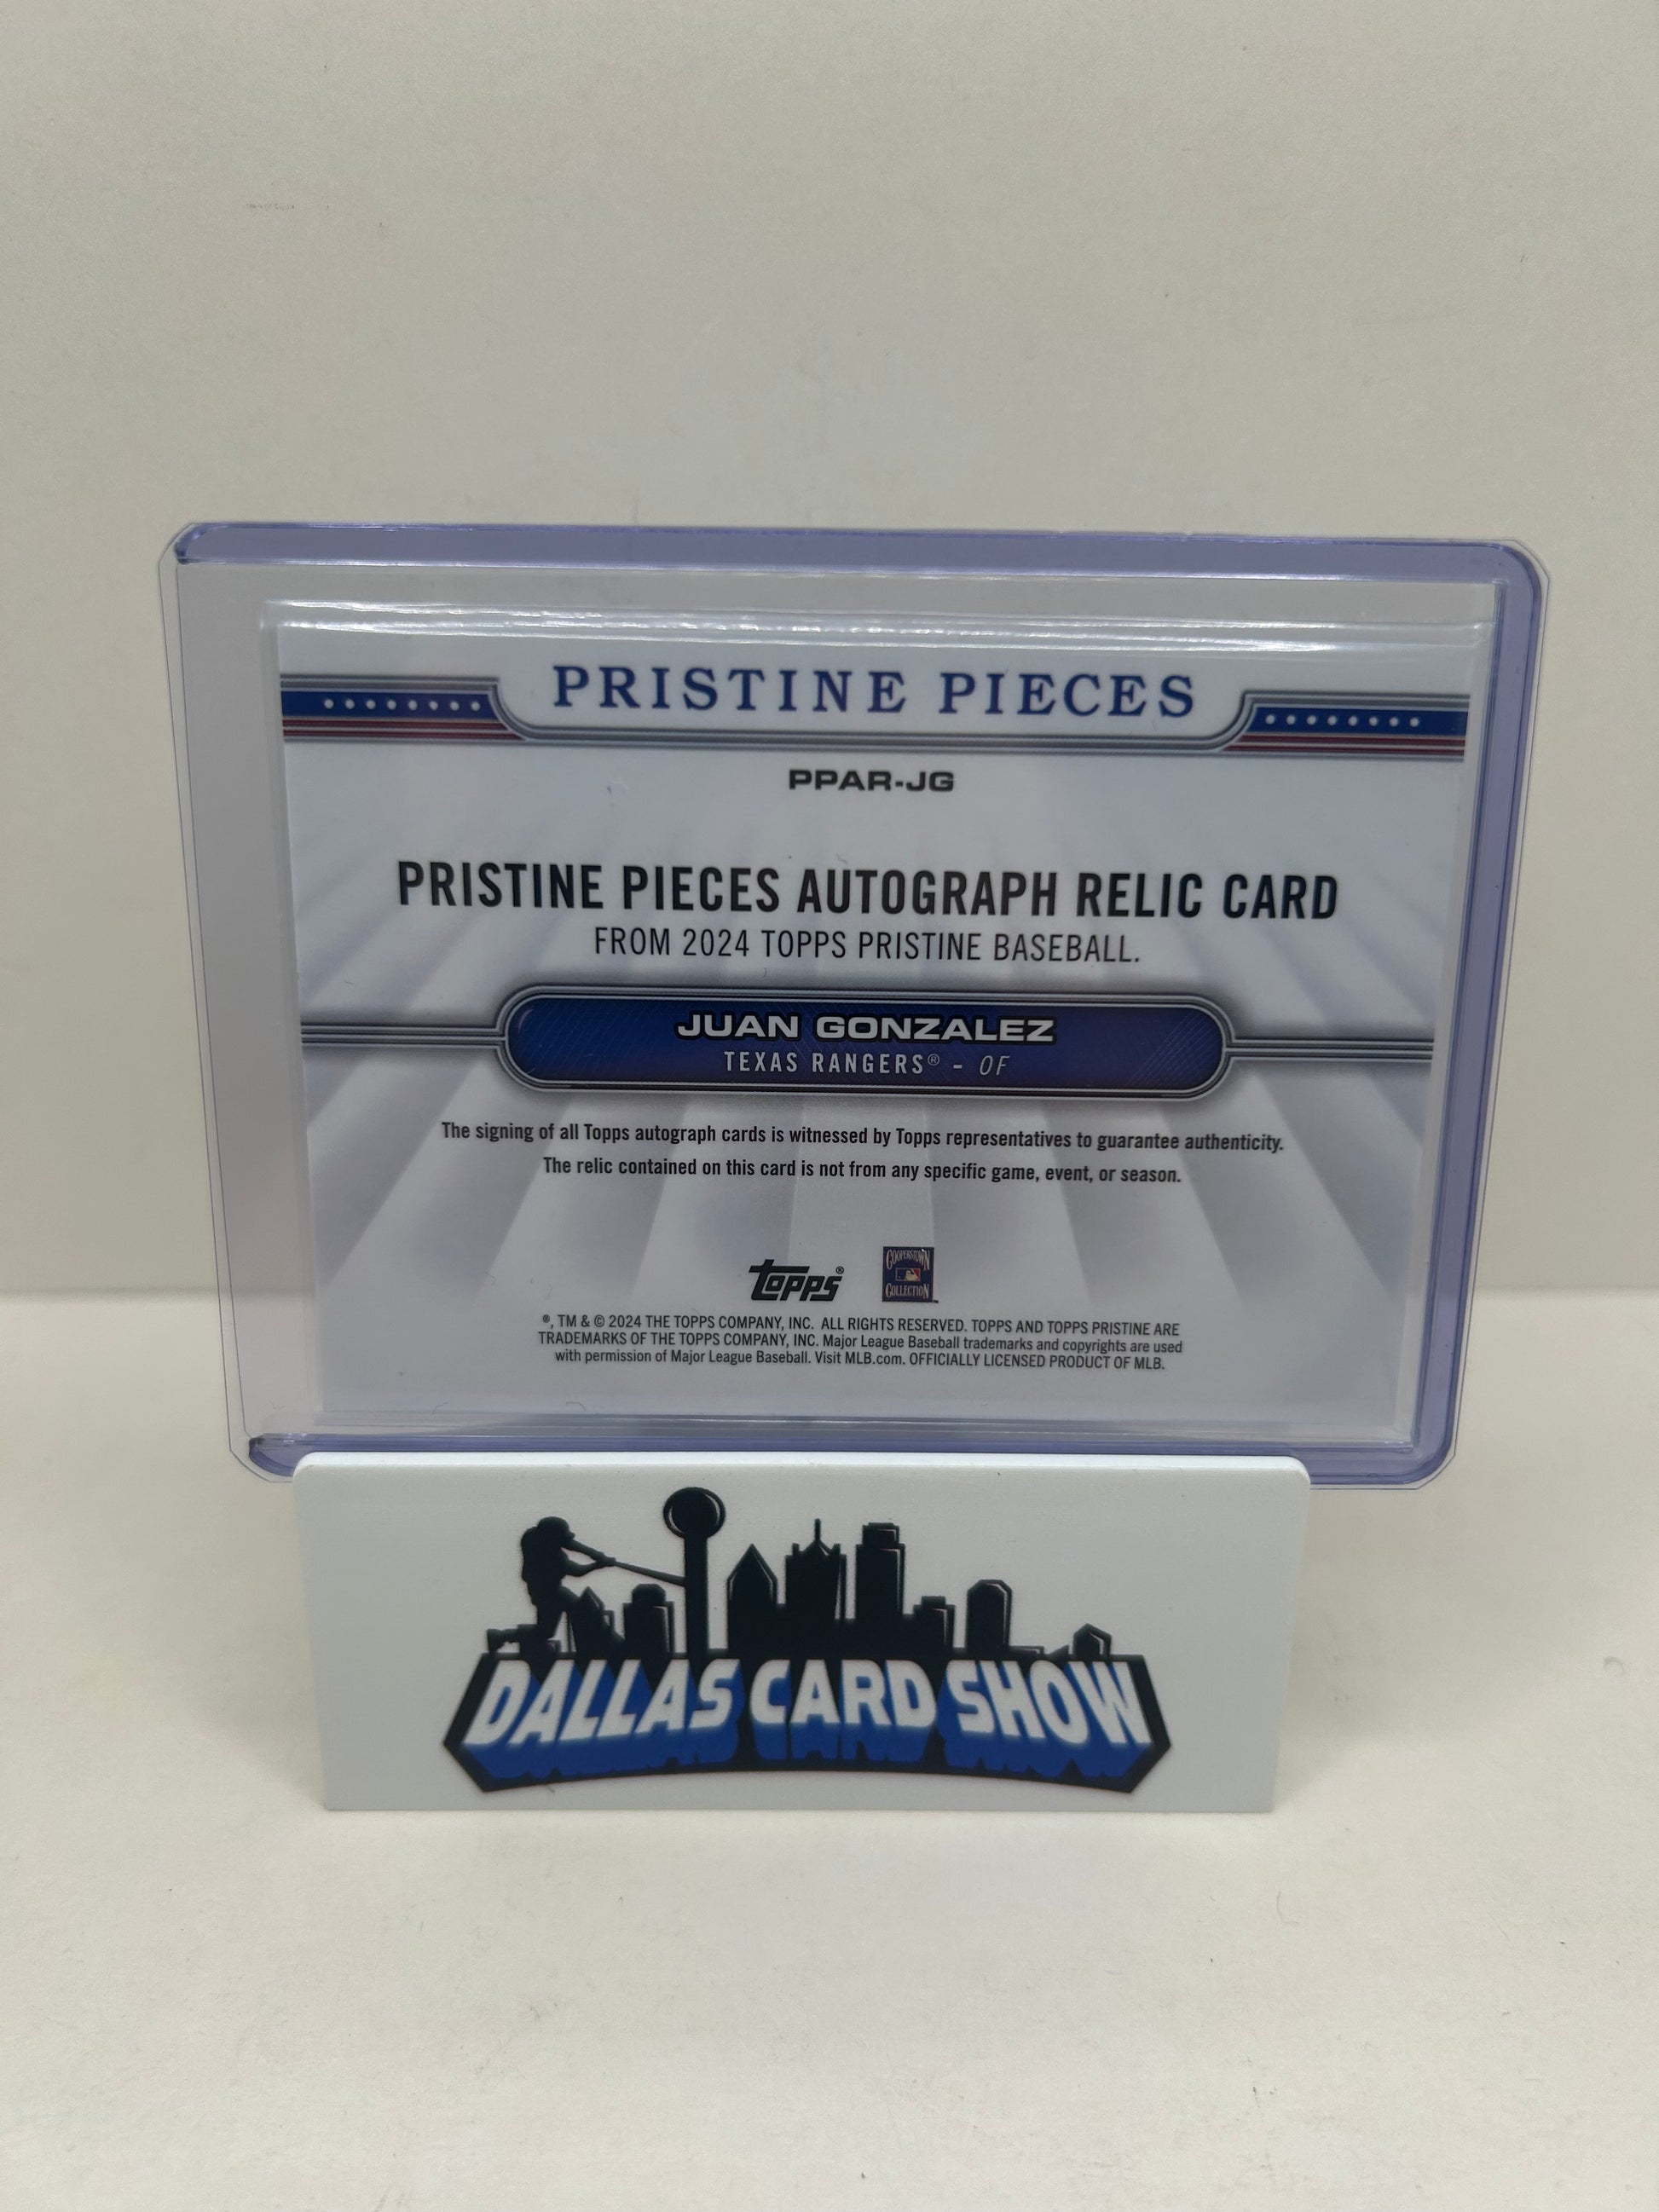 PRISTINE PIECES
PPAR-JG
PRISTINE PIECES AUTOGRAPH RELIC CARD
FROM 2024 TOPPS PRISTINE BASEBALL.
JUAN GONZALEZ
TEXAS RANGERS® - OF
The signing of all Topps autograph cards is witnessed by Topps representatives to guarantee authenticity.
The relic contained on this card is not from any specific game, event, or season.
Topps®
COOPERSTOWN
COLLECTION
®, TM & © 2024 THE TOPPS COMPANY, INC. ALL RIGHTS RESERVED. TOPPS AND TOPPS PRISTINE ARE
TRADEMARKS OF THE TOPPS COMPANY, INC. Major League Baseball trademarks and copyrights are used
with permission of Major League Baseball. Visit MLB.com. OFFICIALLY LICENSED PRODUCT OF MLB.
DALLAS CARD SHOW